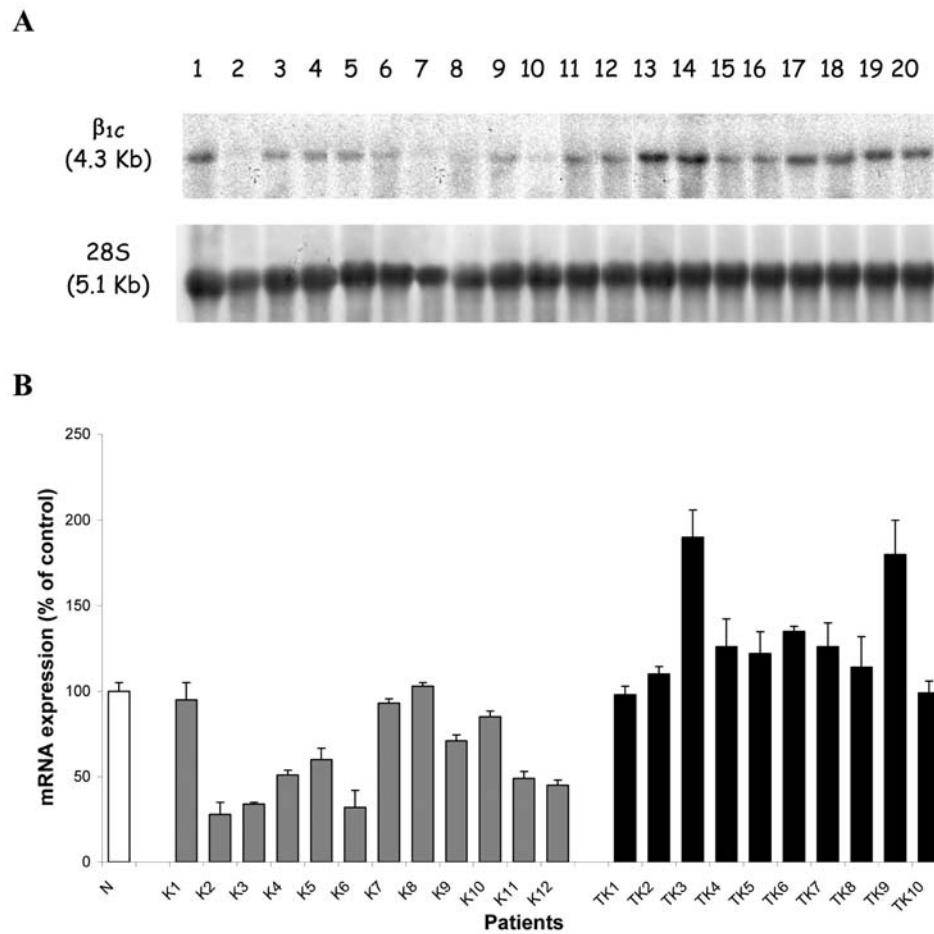 A
1 2 3 4 5 6 7 8 9 10 11 12 13 14 15 16 17 18 19 20
β1c
(4.3 Kb)
28S
(5.1 Kb)
B
250
200
150
100
50
0
mRNA expression (% of control)
N K1 K2 K3 K4 K5 K6 K7 K8 K9 K10 K11 K12 TK1 TK2 TK3 TK4 TK5 TK6 TK7 TK8 TK9 TK10
Patients